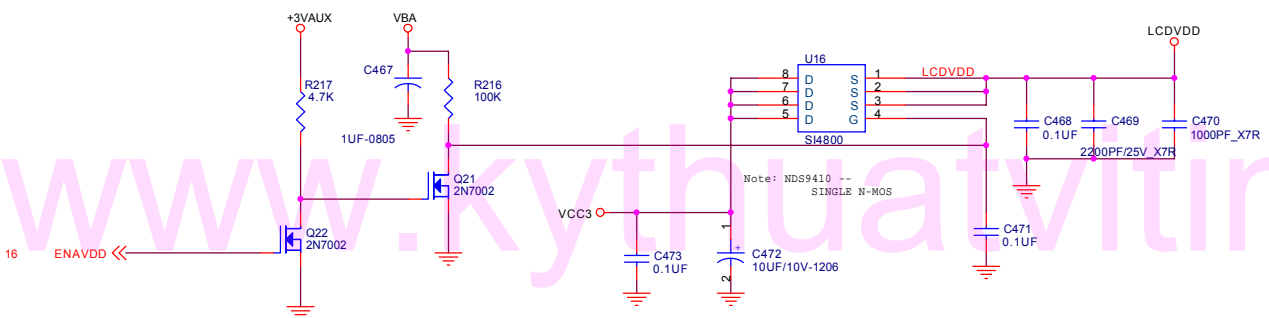 +3VAUX
VBA
LCDVDD
C467
R217
4.7K
R216
100K
1UF-0805
U16
8 D S 1 LCDVDD
7 D S 2
6 D S 3
5 D G 4
SI4800
C468
0.1UF
C469
2200PF/25V_X7R
C470
1000PF_X7R
Q21
2N7002
Note: NDS9410 --
SINGLE N-MOS
VCC3
Q22
2N7002
16 ENAVDD
C473
0.1UF
1
+
C472
10UF/10V-1206
2
C471
0.1UF
www.kythuatvitin